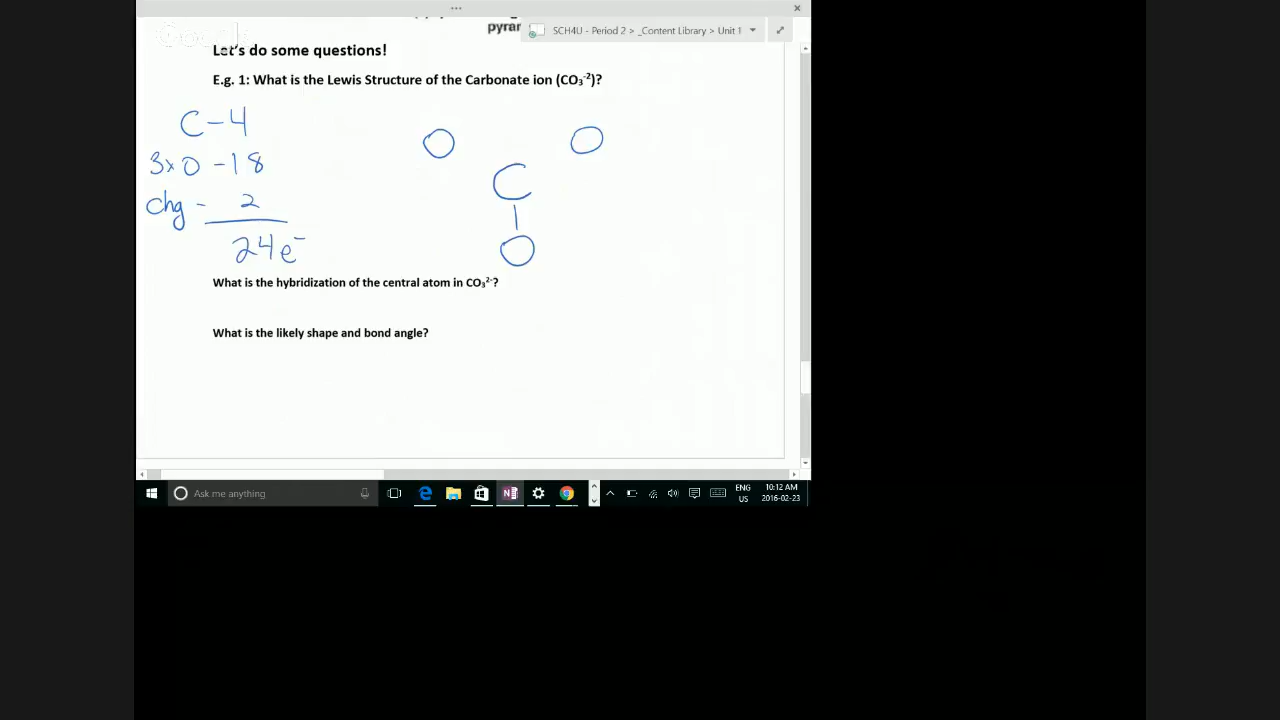 pyran
SCH4U - Period 2 > _Content Library > Unit 1
Let's do some questions!
E.g. 1: What is the Lewis Structure of the Carbonate ion (CO₃⁻²)?
C - 4
3x O - 18
chg - 2
24 e⁻
O O
C
O
What is the hybridization of the central atom in CO₃²⁻?
What is the likely shape and bond angle?
Ask me anything
ENG
US
10:12 AM
2016-02-23